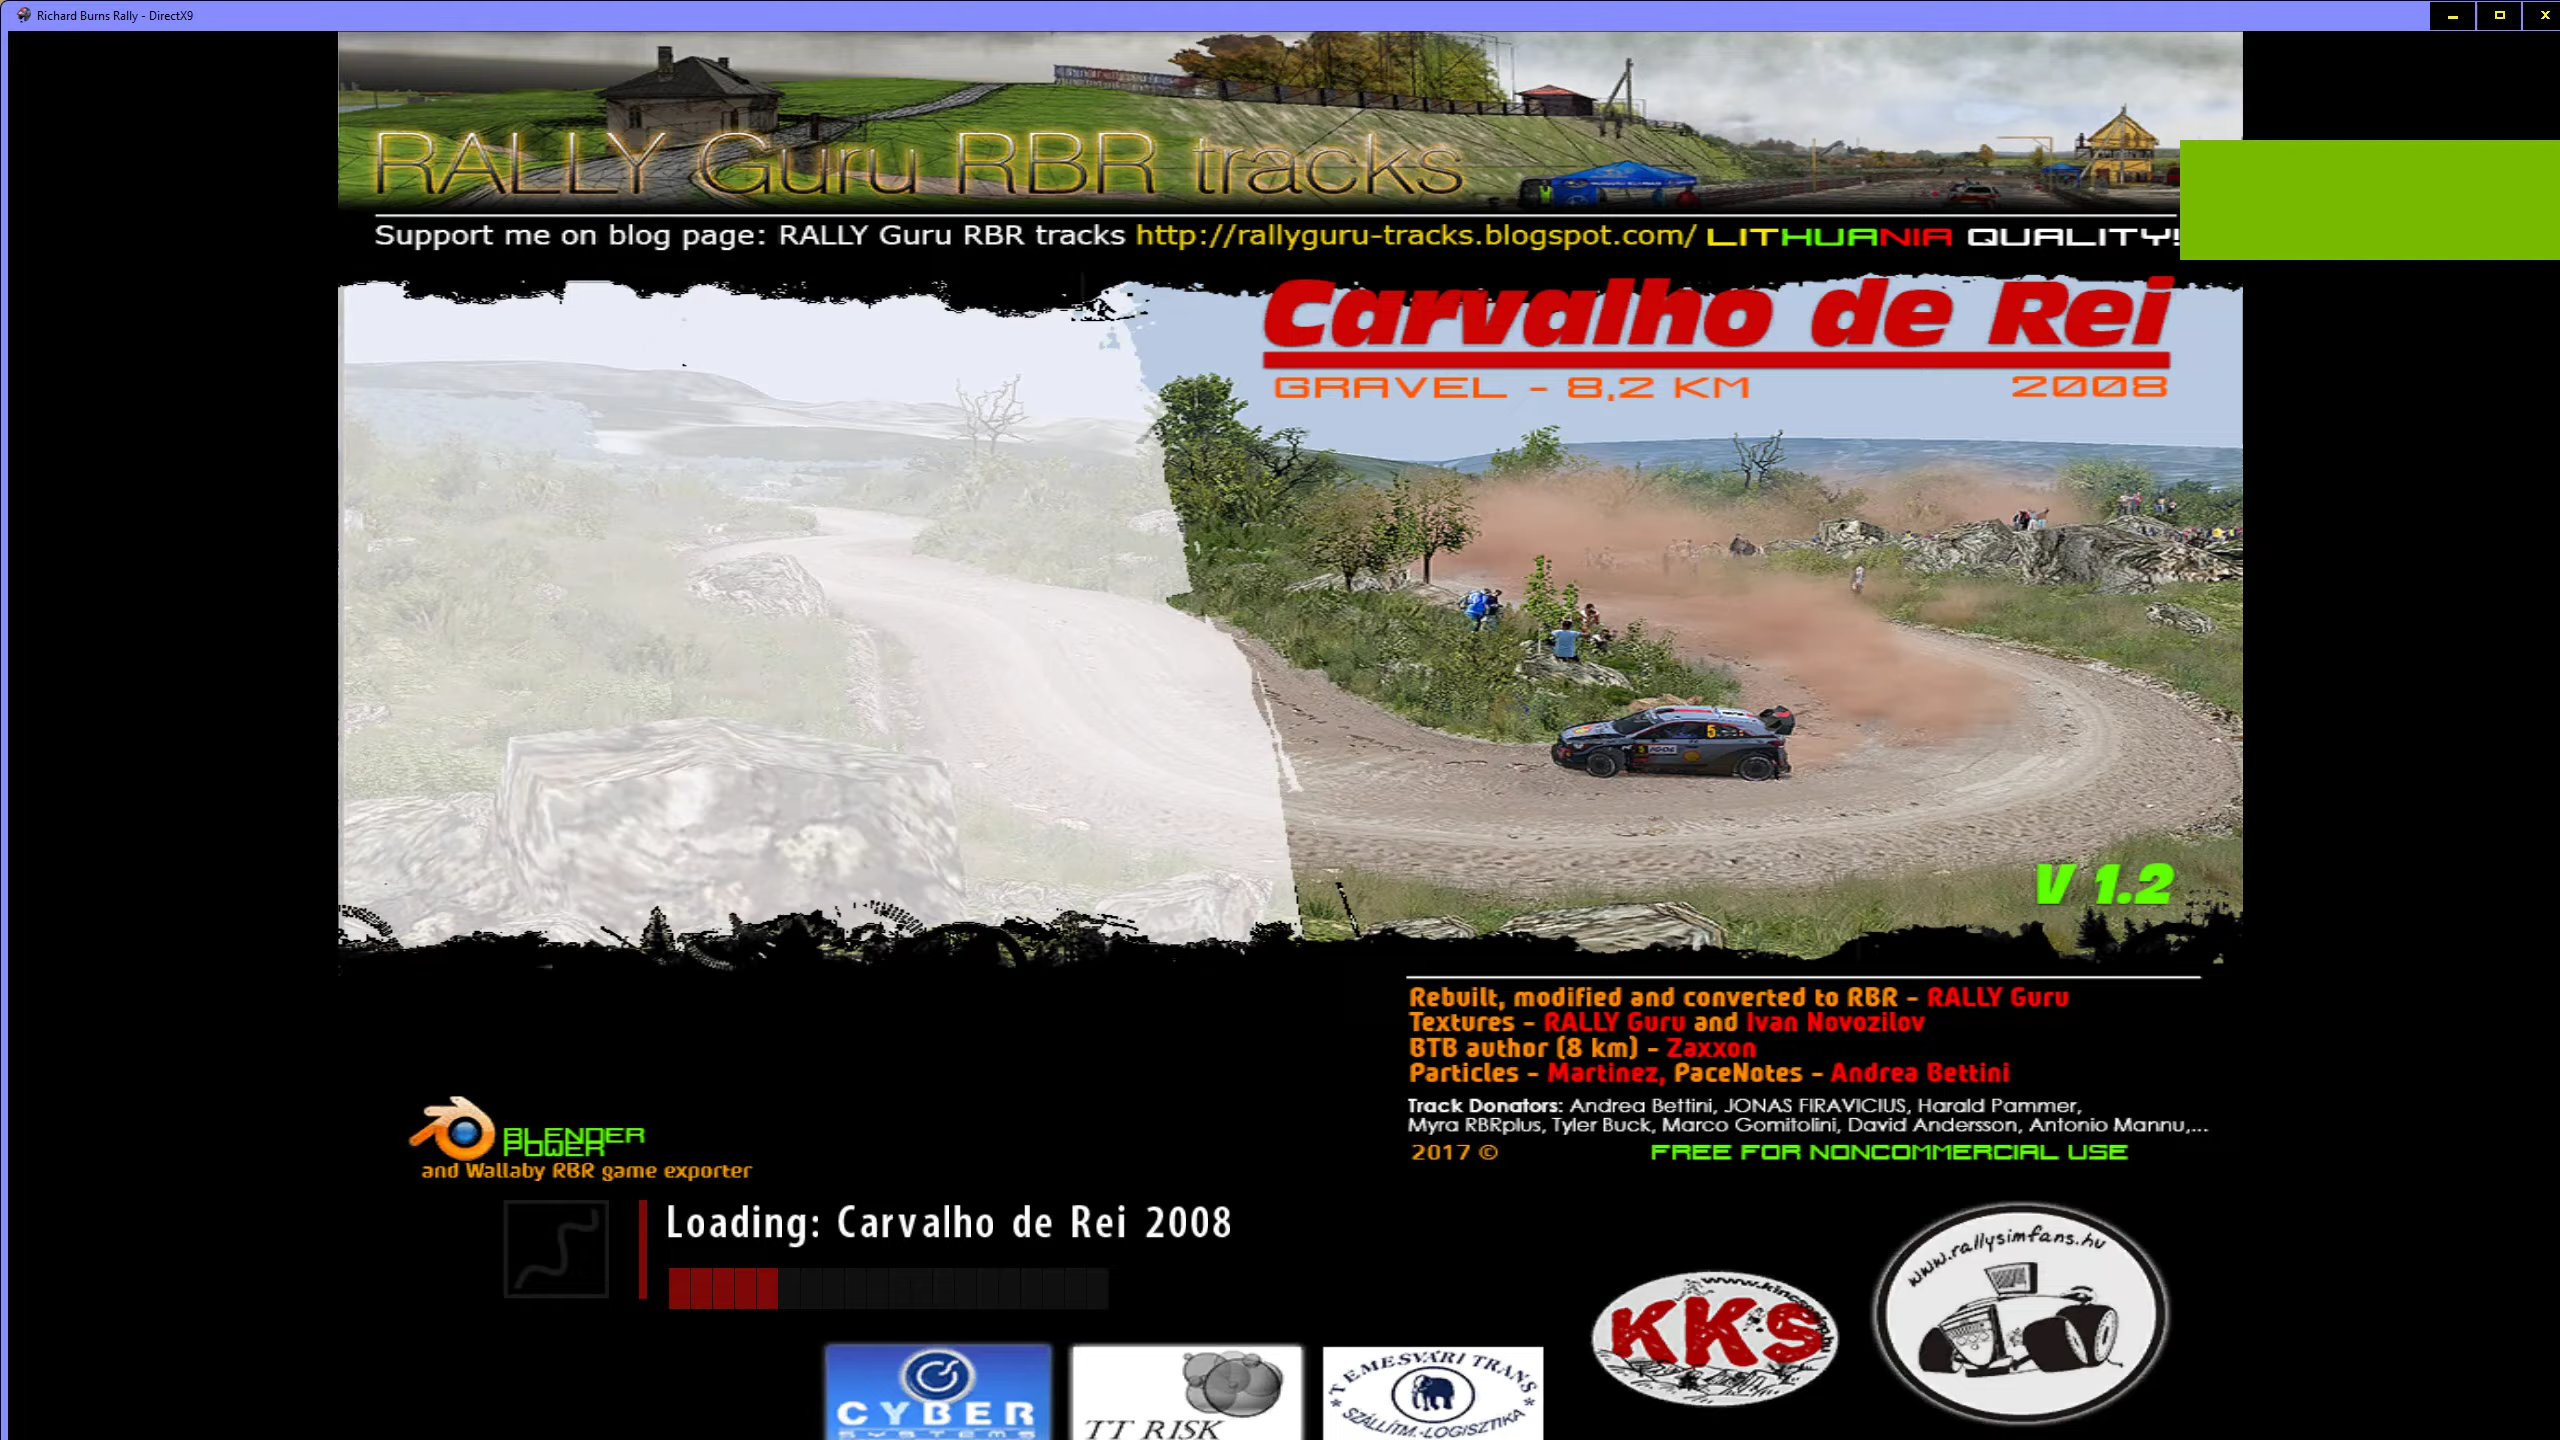 Richard Burns Rally - DirectX9
RALLY Guru RBR tracks
Support me on blog page: RALLY Guru RBR tracks http://rallyguru-tracks.blogspot.com/ LITHUANIA QUALITY!
Carvalho de Rei
GRAVEL - 8,2 KM 2008
V 1.2
Rebuilt, modified and converted to RBR - RALLY Guru
Textures - RALLY Guru and Ivan Novozilov
BTB author (8 km) - Zaxxon
Particles - Martinez, PaceNotes - Andrea Bettini
Track Donators: Andrea Bettini, JONAS FIRAVICIUS, Harald Pammer,
Myra RBRplus, Tyler Buck, Marco Gomitolini, David Andersson, Antonio Mannu,...
2017 © FREE FOR NONCOMMERCIAL USE
BLENDER
POWER
and Wallaby RBR game exporter
Loading: Carvalho de Rei 2008
www.rallysimfans.hu
KKS
CYBER
SYSTEMS
TT RISK
TEMESVÁRI TRANS
SZÁLLÍTM.-LOGISZTIKA